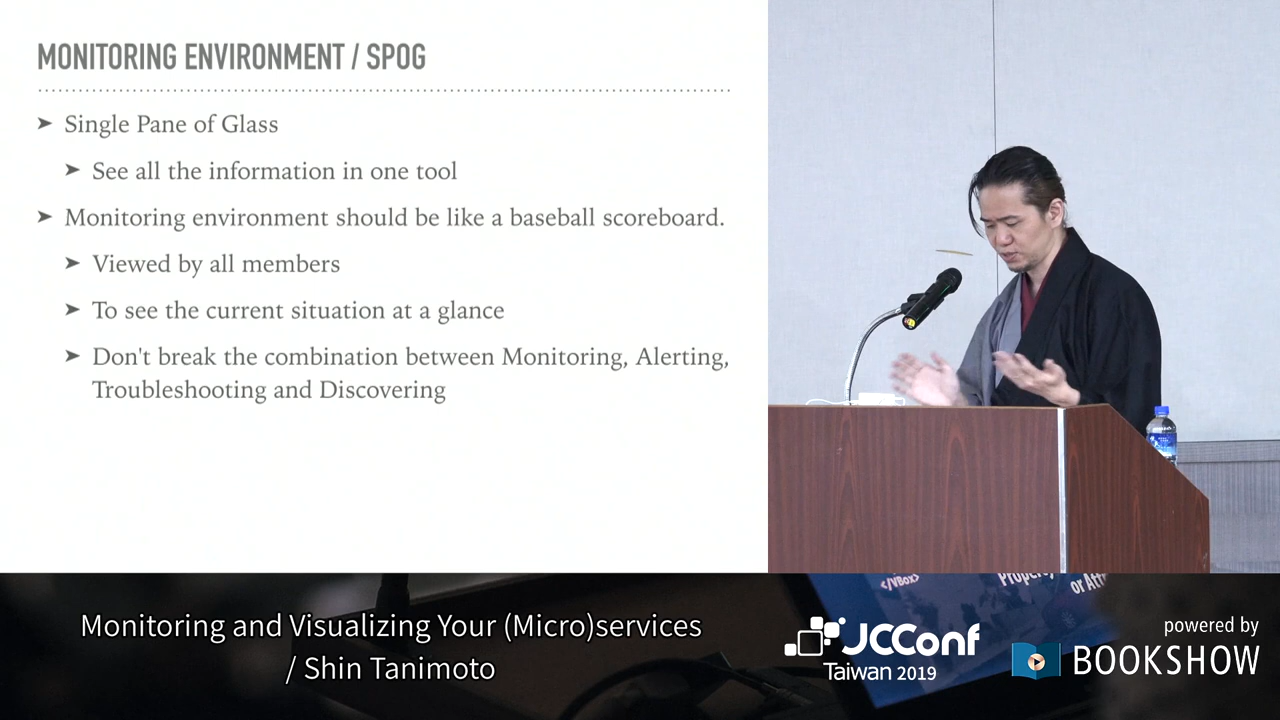 MONITORING ENVIRONMENT / SPOG
➤ Single Pane of Glass
➤ See all the information in one tool
➤ Monitoring environment should be like a baseball scoreboard.
➤ Viewed by all members
➤ To see the current situation at a glance
➤ Don't break the combination between Monitoring, Alerting,
Troubleshooting and Discovering
</VBox>
Property
Monitoring and Visualizing Your (Micro)services
/ Shin Tanimoto
JCConf
Taiwan 2019
powered by
BOOKSHOW